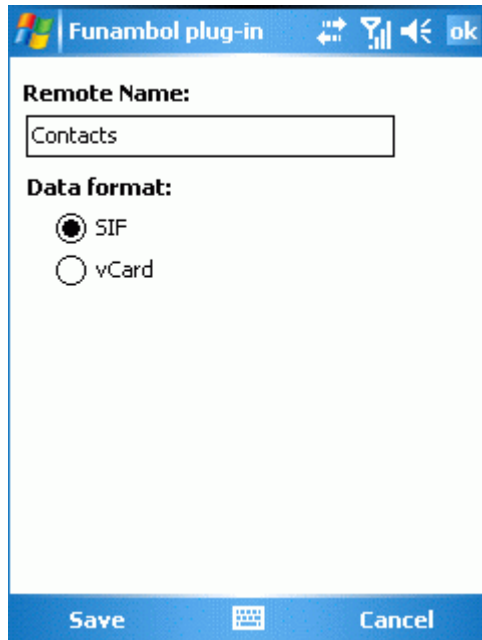 Funambol plug-in ok
Remote Name:
Contacts
Data format:
SIF
vCard
Save Cancel